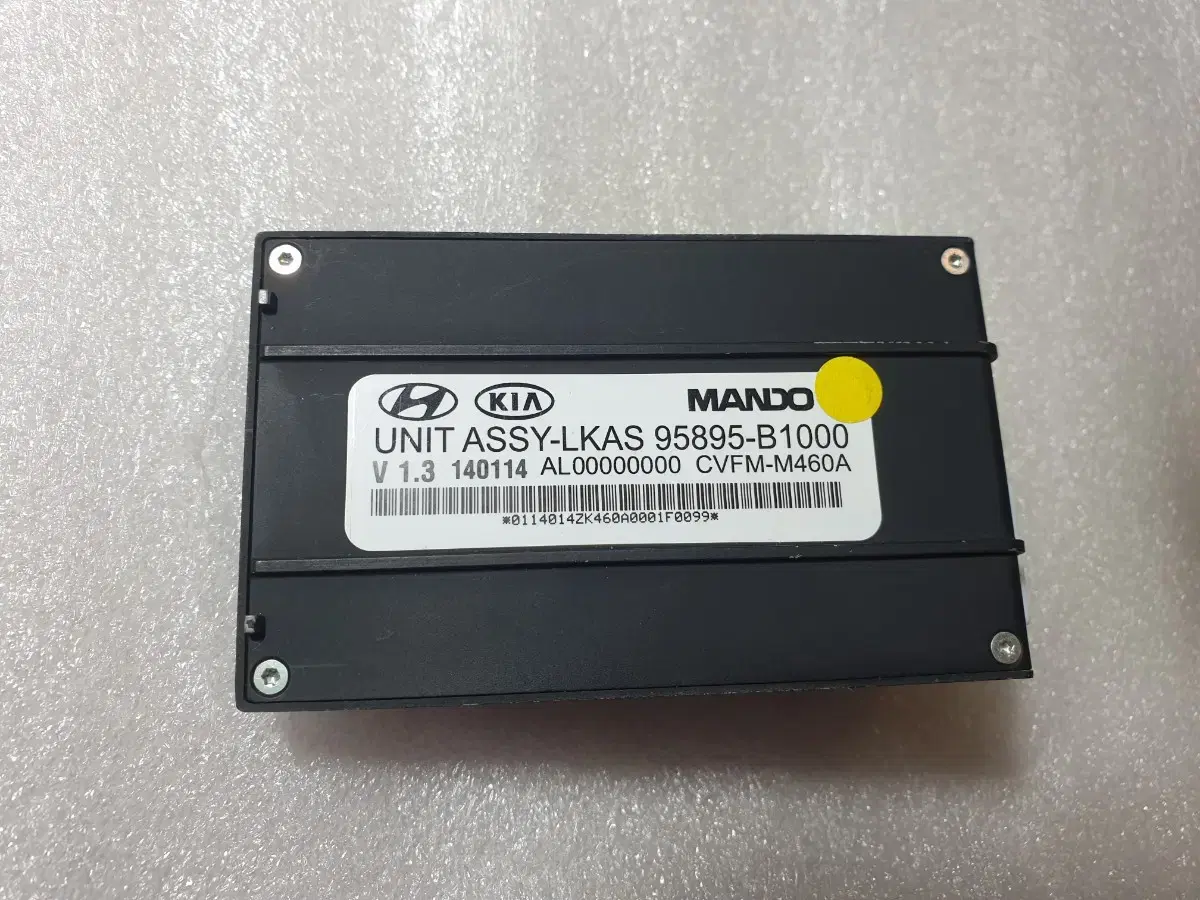 KIA MANDO
UNIT ASSY-LKAS 95895-B1000
V 1.3 140114 AL00000000 CVFM-M460A
*0114014ZK460A0001F0099*